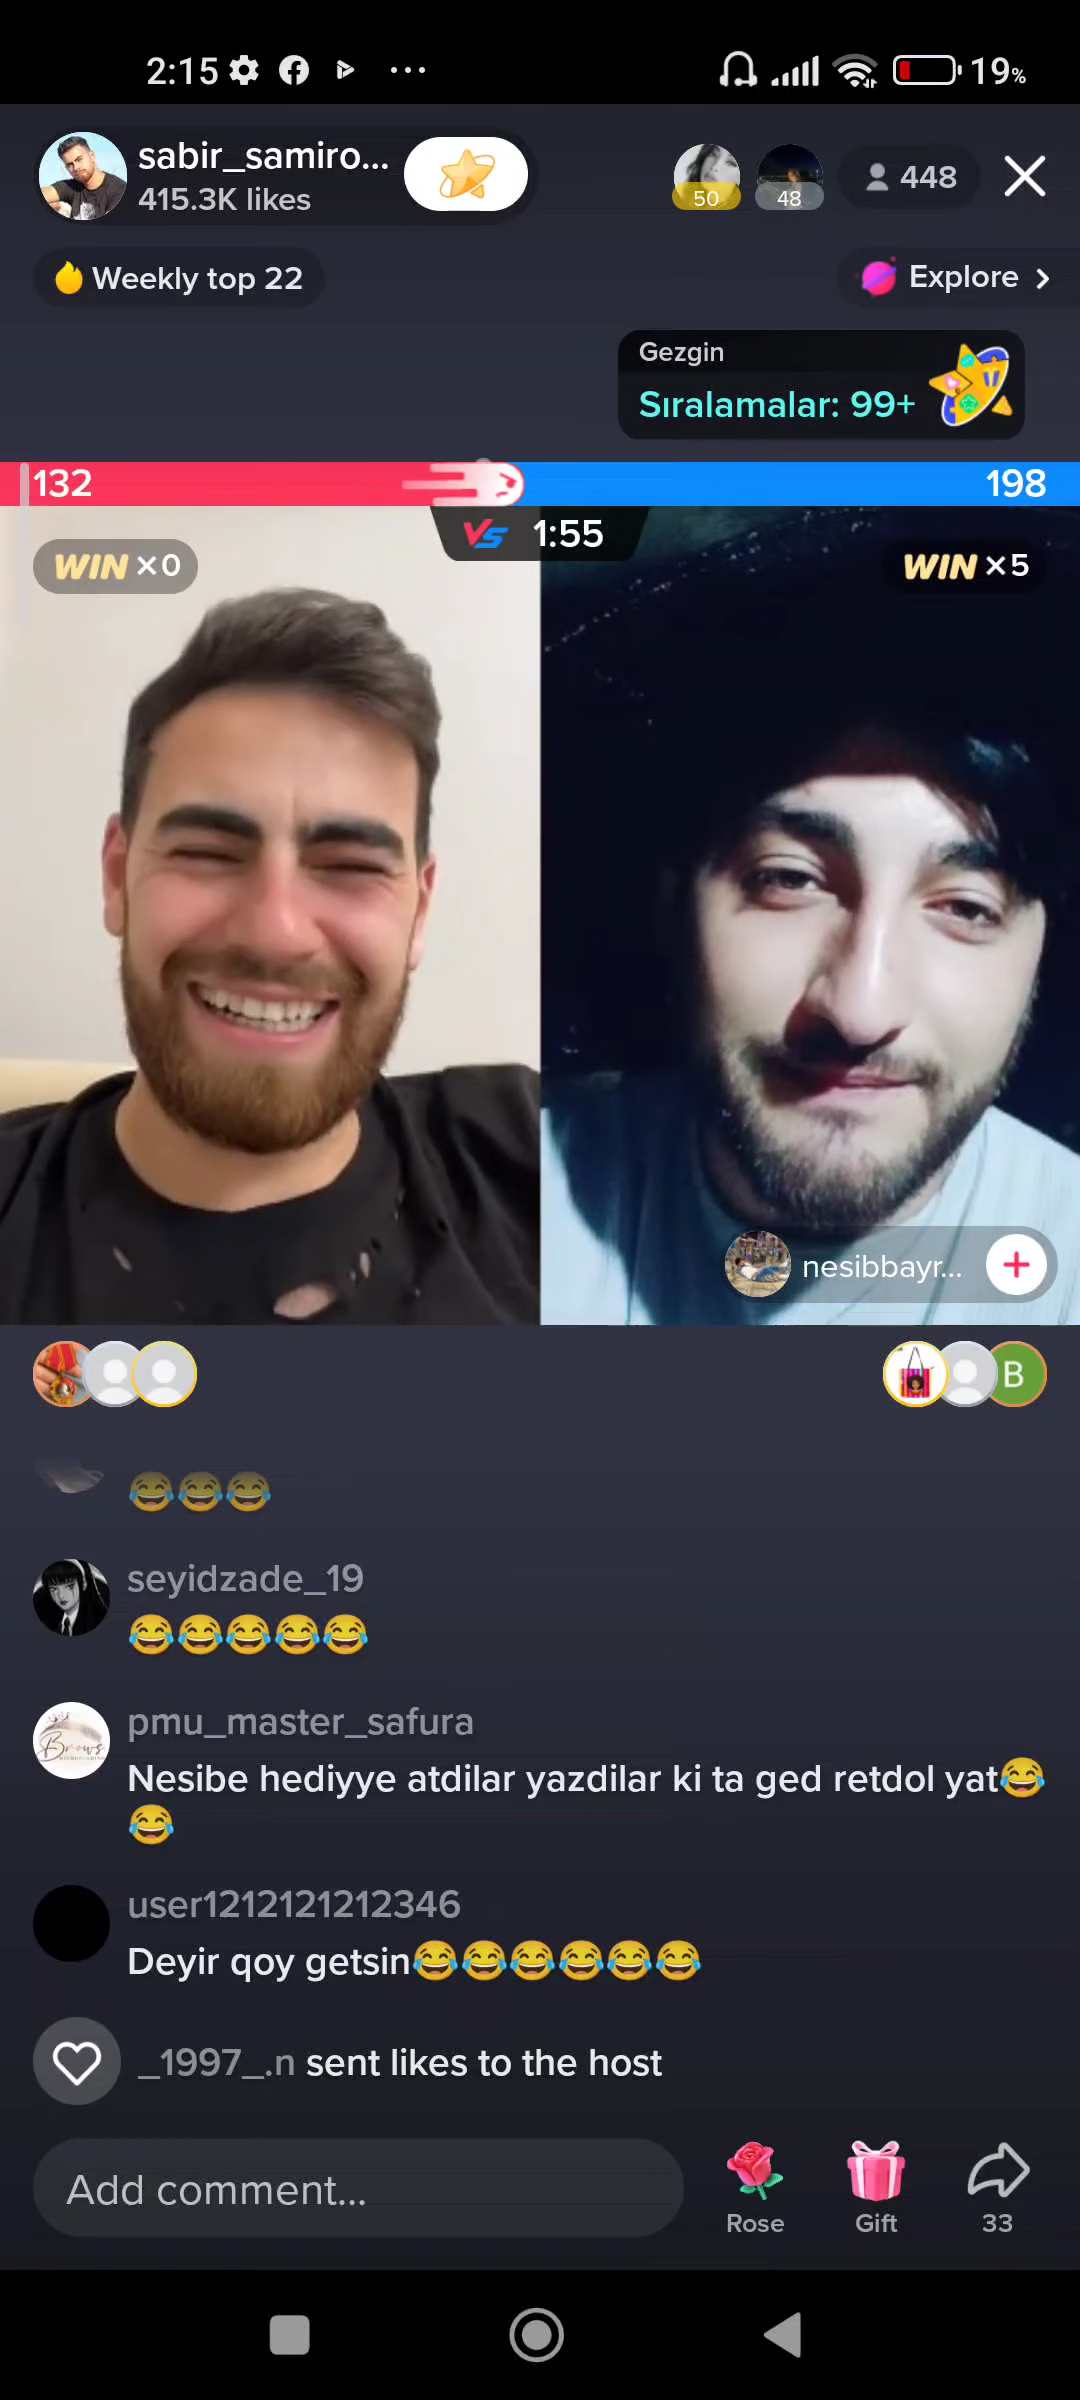 2:15 19%
sabir_samiro...
415.3K likes
50
48
448
Weekly top 22
Explore
Gezgin
Sıralamalar: 99+
132
198
VS 1:55
WIN ×0
WIN ×5
nesibbayr...
B
😂😂😂
seyidzade_19
😂😂😂😂😂
pmu_master_safura
Nesibe hediyye atdilar yazdilar ki ta ged retdol yat😂
😂
user1212121212346
Deyir qoy getsin😂😂😂😂😂😂
_1997_.n sent likes to the host
Add comment...
Rose
Gift
33
Brows